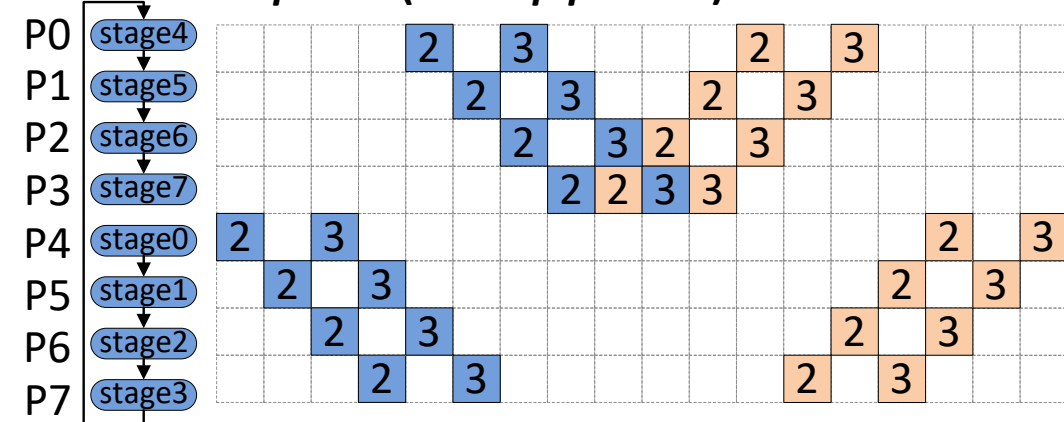 P0 stage4 2 3 2 3
P1 stage5 2 3 2 3
P2 stage6 2 3 2 3
P3 stage7 2 2 3 3
P4 stage0 2 3 2 3
P5 stage1 2 3 2 3
P6 stage2 2 3 2 3
P7 stage3 2 3 2 3